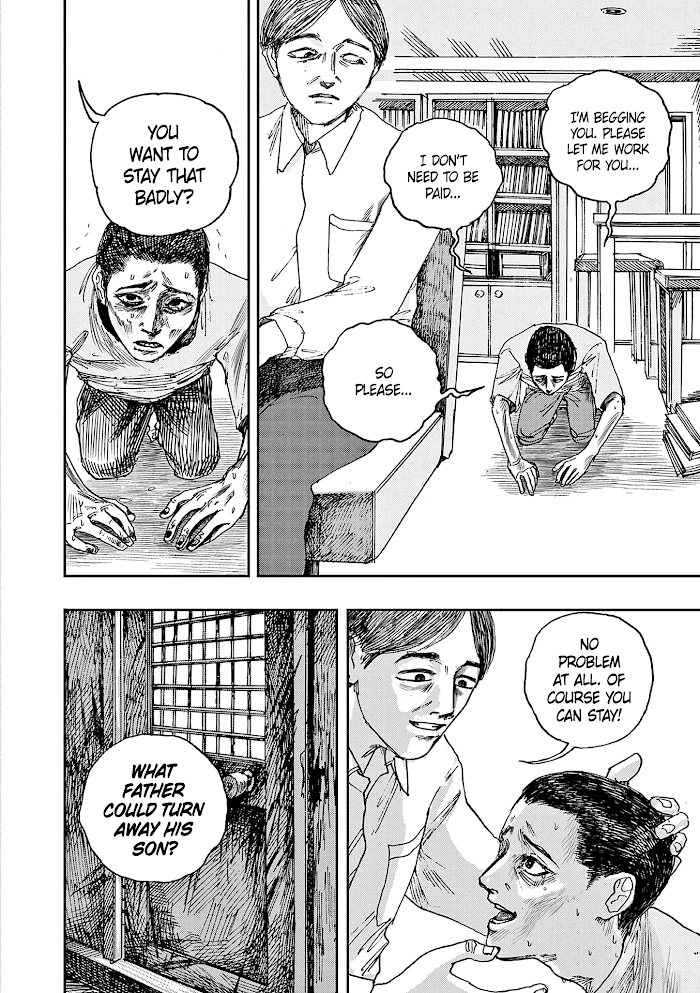 I'M BEGGING
YOU. PLEASE
LET ME WORK
FOR YOU...
I DON'T
NEED TO BE
PAID...
SO
PLEASE...
YOU
WANT TO
STAY THAT
BADLY?
NO
PROBLEM
AT ALL. OF
COURSE YOU
CAN STAY!
WHAT
FATHER
COULD TURN
AWAY HIS
SON?